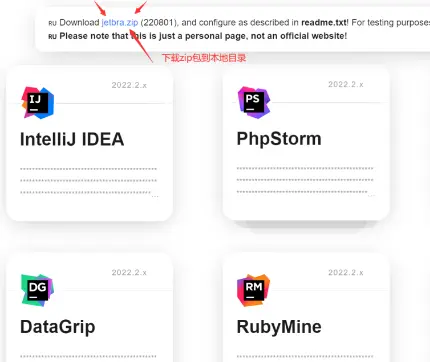 RU Download jetbra.zip (220801), and configure as described in readme.txt! For testing purposes
RU Please note that this is just a personal page, not an official website!
下载zip包到本地目录
2022.2.x
2022.2.x
IJ
PS
IntelliJ IDEA
PhpStorm
***********************************
***********************************
*********************************...
***********************************
***********************************
*********************************...
2022.2.x
2022.2.x
DG
RM
DataGrip
RubyMine
***********************************
***********************************